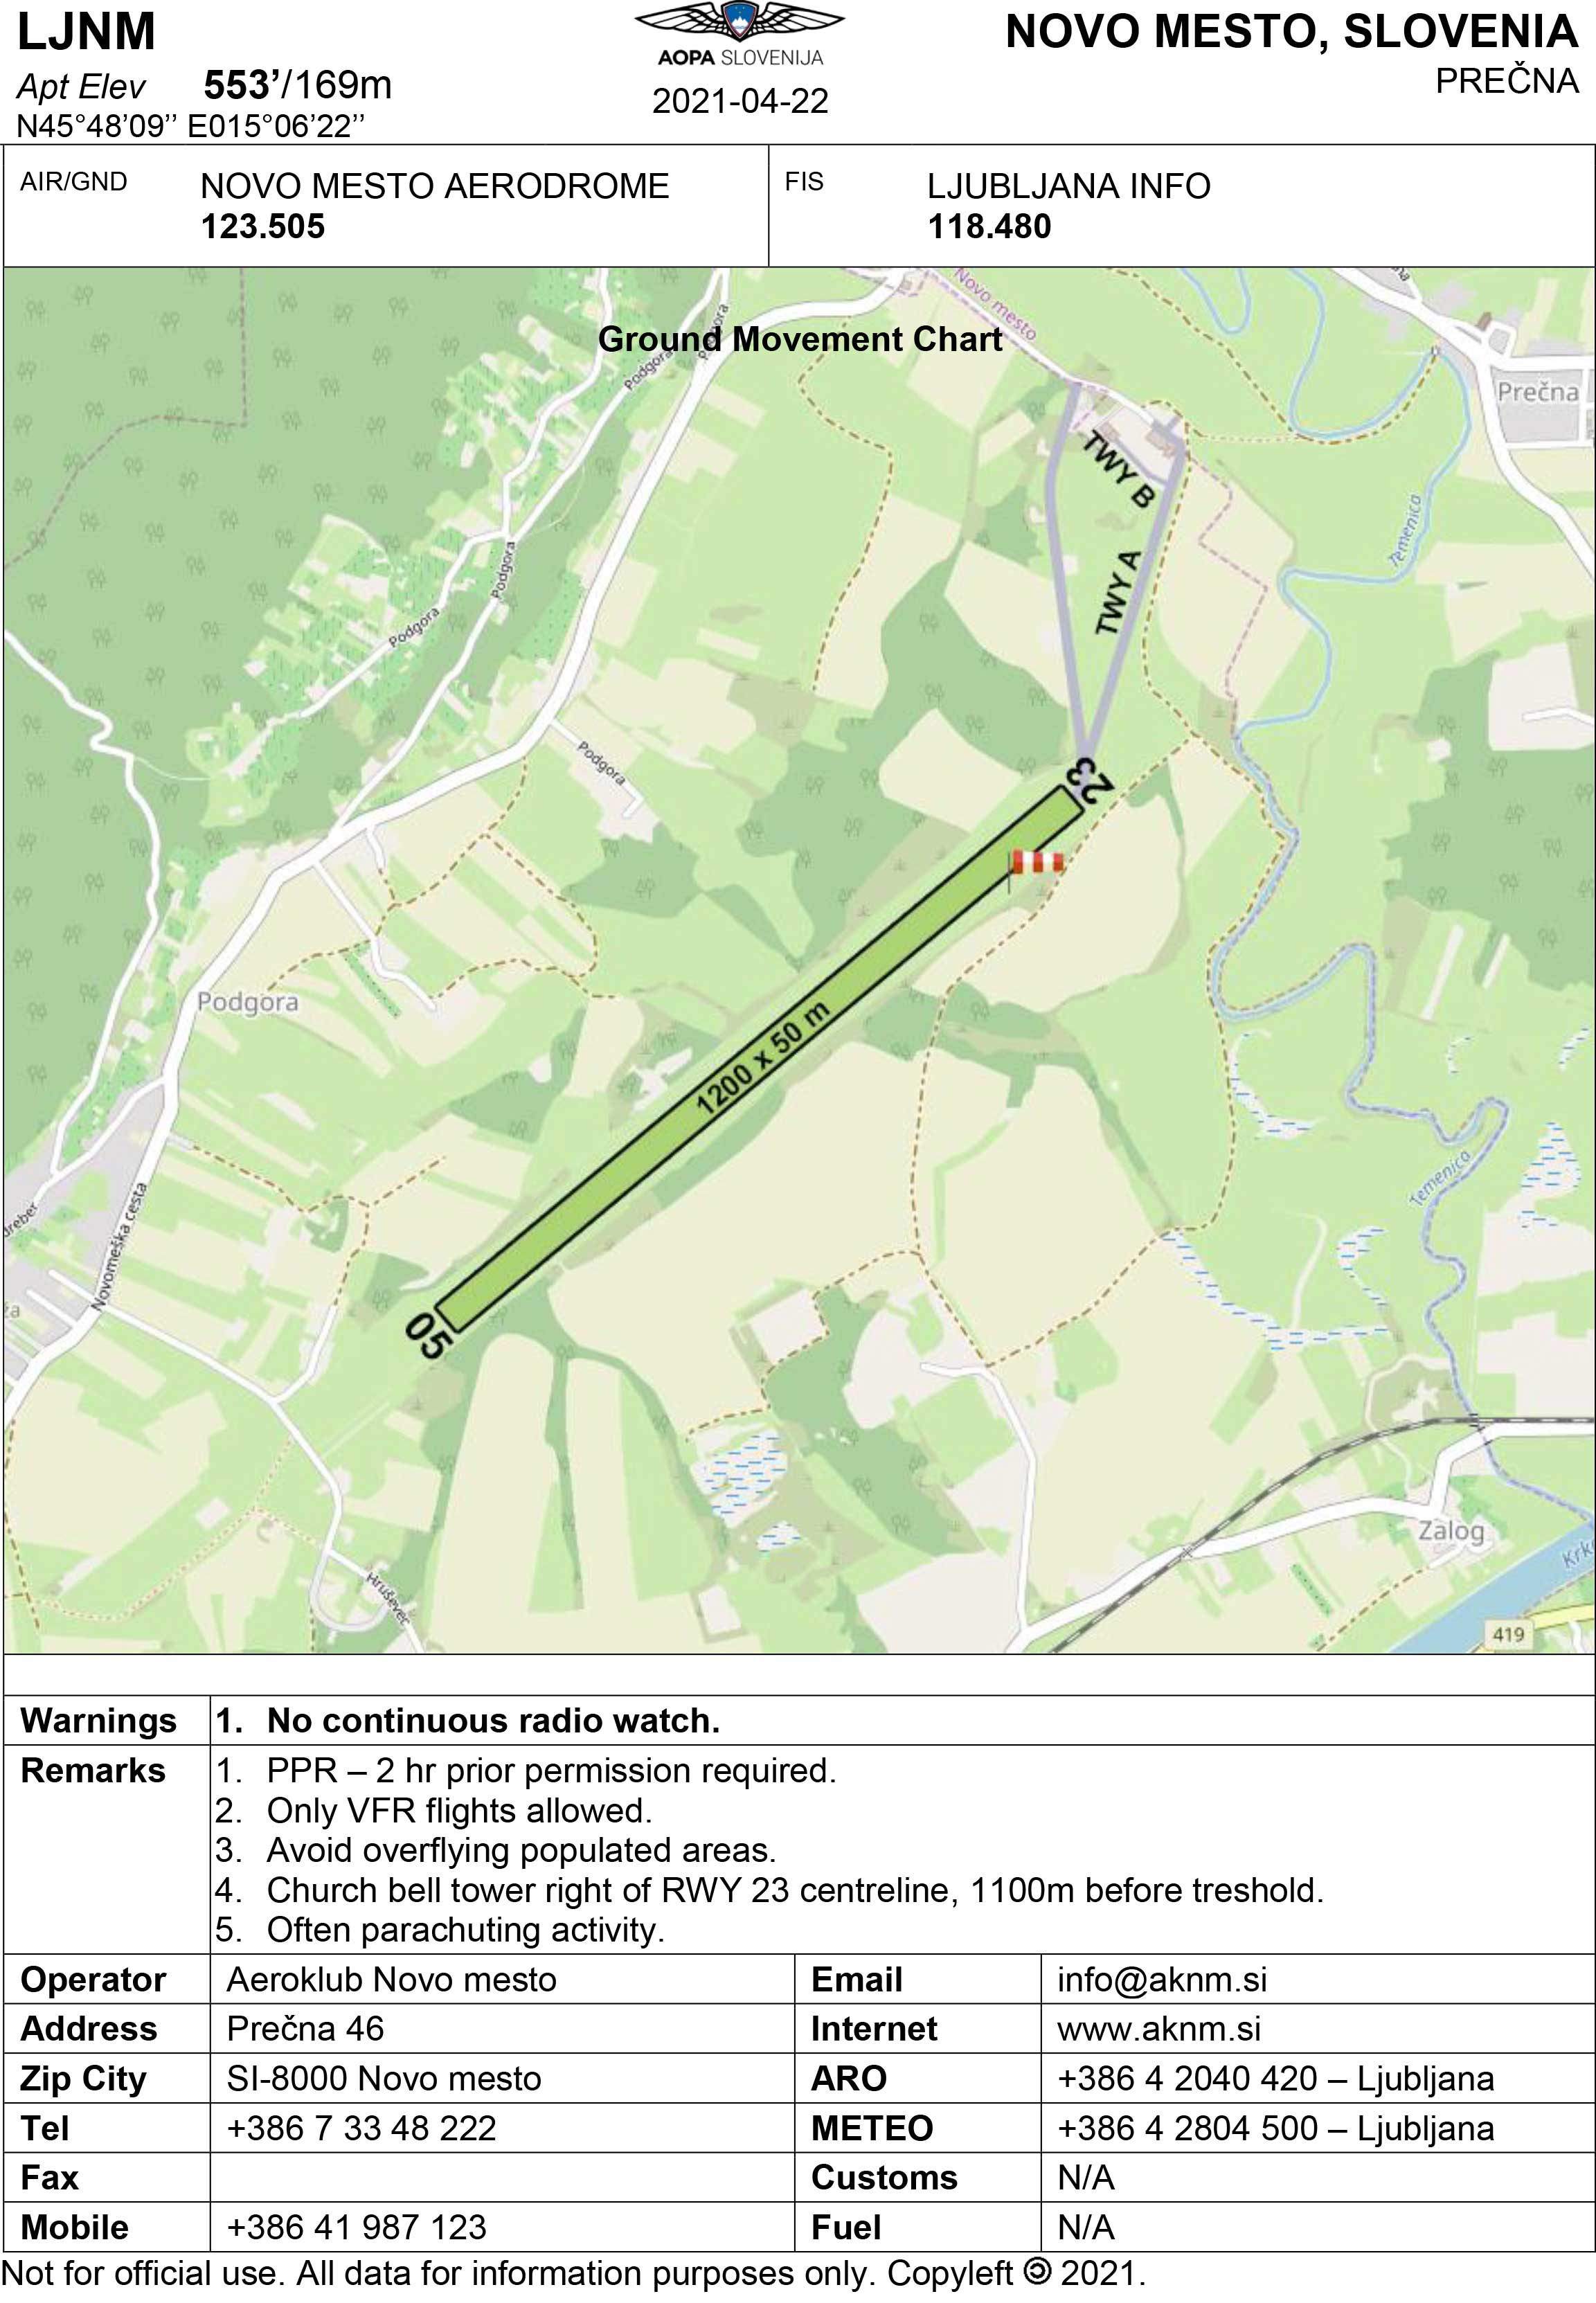 LJNM
Apt Elev 553’/169m
N45°48’09’’ E015°06’22’’
AOPA SLOVENIJA
2021-04-22
NOVO MESTO, SLOVENIA
PREČNA
AIR/GND NOVO MESTO AERODROME
123.505
FIS LJUBLJANA INFO
118.480
Novo mesto
Ground Movement Chart
Podgora
Podgora
Prečna
TWY B
Temenica
TWY A
Podgora
Podgora
Podgora
23
Podgora
1200 x 50 m
Temenica
Novomeška cesta
05
Zalog
Hruševec
419
Warnings 1. No continuous radio watch.
Remarks 1. PPR – 2 hr prior permission required.
2. Only VFR flights allowed.
3. Avoid overflying populated areas.
4. Church bell tower right of RWY 23 centreline, 1100m before treshold.
5. Often parachuting activity.
Operator Aeroklub Novo mesto Email info@aknm.si
Address Prečna 46 Internet www.aknm.si
Zip City SI-8000 Novo mesto ARO +386 4 2040 420 – Ljubljana
Tel +386 7 33 48 222 METEO +386 4 2804 500 – Ljubljana
Fax Customs N/A
Mobile +386 41 987 123 Fuel N/A
Not for official use. All data for information purposes only. Copyleft 🄯 2021.